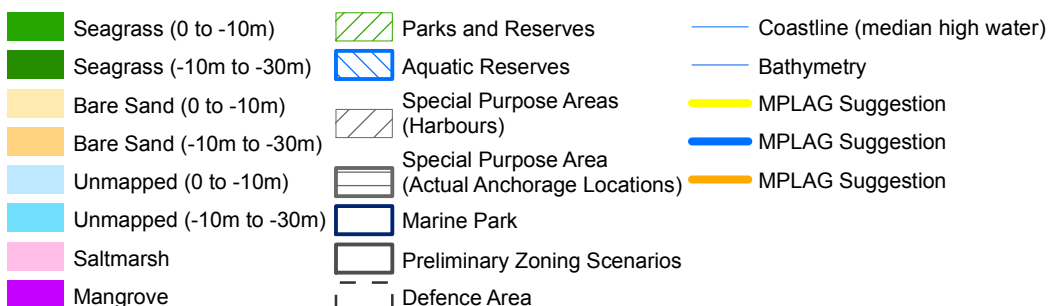 Seagrass (0 to -10m)
Seagrass (-10m to -30m)
Bare Sand (0 to -10m)
Bare Sand (-10m to -30m)
Unmapped (0 to -10m)
Unmapped (-10m to -30m)
Saltmarsh
Mangrove
Parks and Reserves
Aquatic Reserves
Special Purpose Areas
(Harbours)
Special Purpose Area
(Actual Anchorage Locations)
Marine Park
Preliminary Zoning Scenarios
Defence Area
Coastline (median high water)
Bathymetry
MPLAG Suggestion
MPLAG Suggestion
MPLAG Suggestion